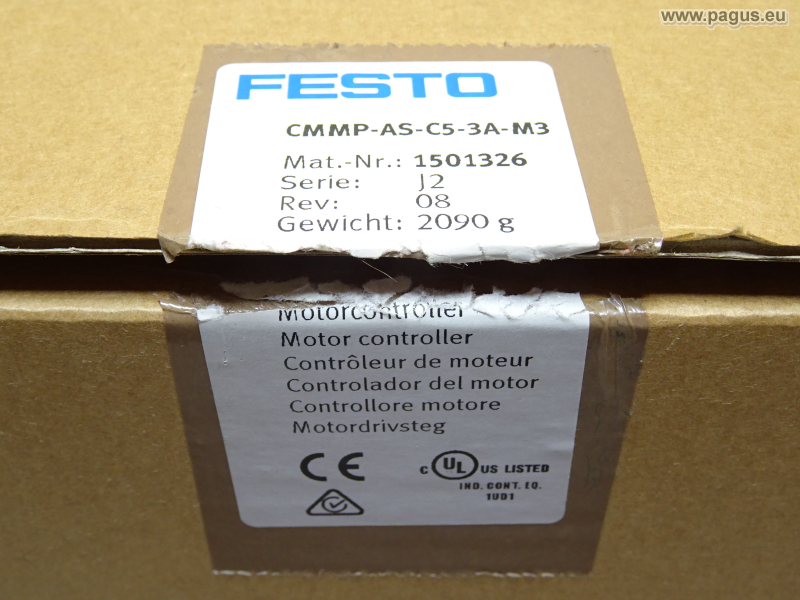 www.pagus.eu
FESTO
CMMP-AS-C5-3A-M3
Mat.-Nr.: 1501326
Serie: J2
Rev: 08
Gewicht: 2090 g
Motorcontroller
Motor controller
Contrôleur de moteur
Controlador del motor
Controllore motore
Motordrivsteg
CE
C UL US LISTED
IND. CONT. EQ.
1UD1